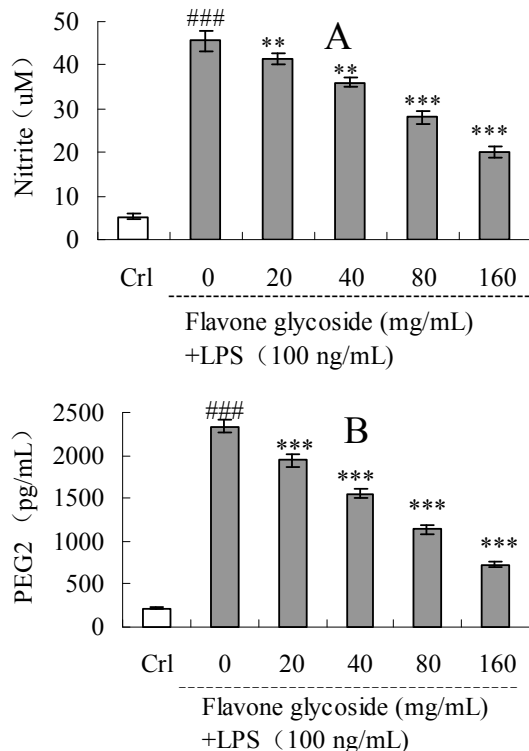 ###
**
**
***
***
A
Nitrite（uM）
50
40
30
20
10
0
Crl 0 20 40 80 160
Flavone glycoside (mg/mL)
+LPS（100 ng/mL）
###
***
***
***
***
B
PEG2（pg/mL）
2500
2000
1500
1000
500
0
Crl 0 20 40 80 160
Flavone glycoside (mg/mL)
+LPS（100 ng/mL）